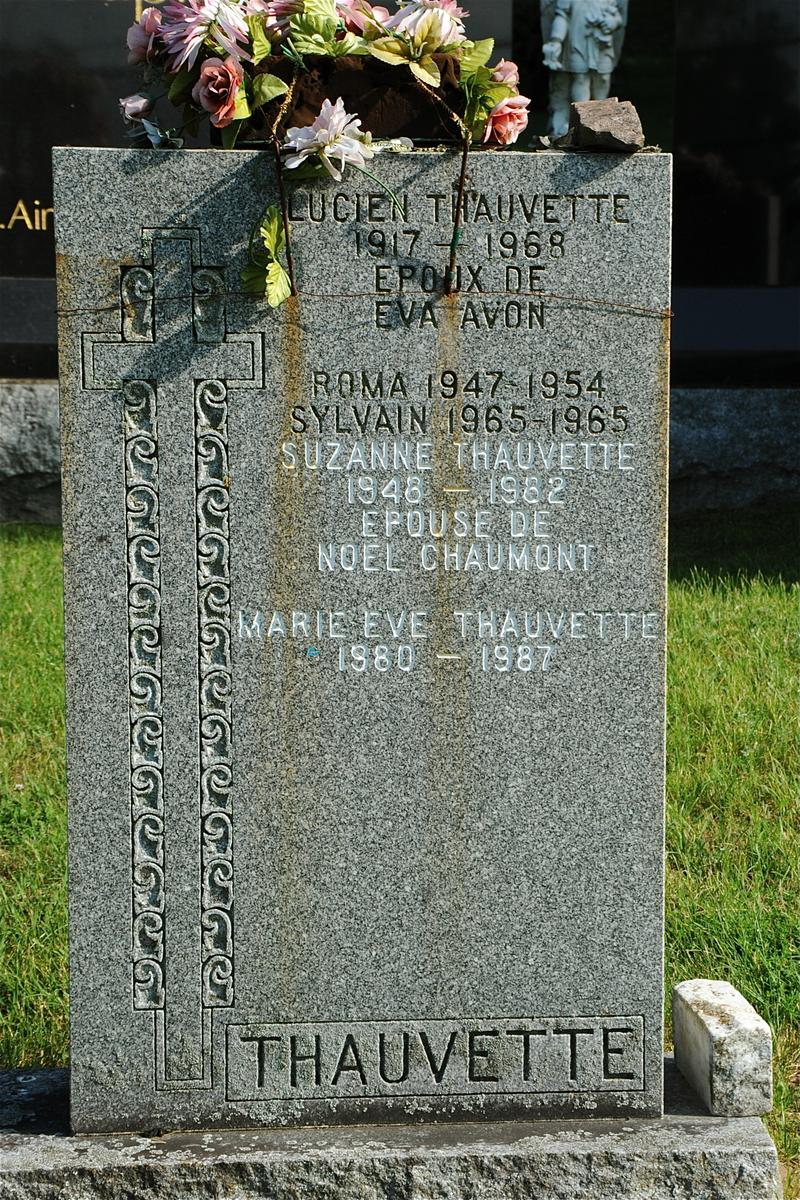 .Ain
LUCIEN THAUVETTE
1917 — 1968
EPOUX DE
EVA AVON
ROMA 1947-1954
SYLVAIN 1965-1965
SUZANNE THAUVETTE
1948 — 1982
EPOUSE DE
NOEL CHAUMONT
MARIE EVE THAUVETTE
1980 — 1987
THAUVETTE